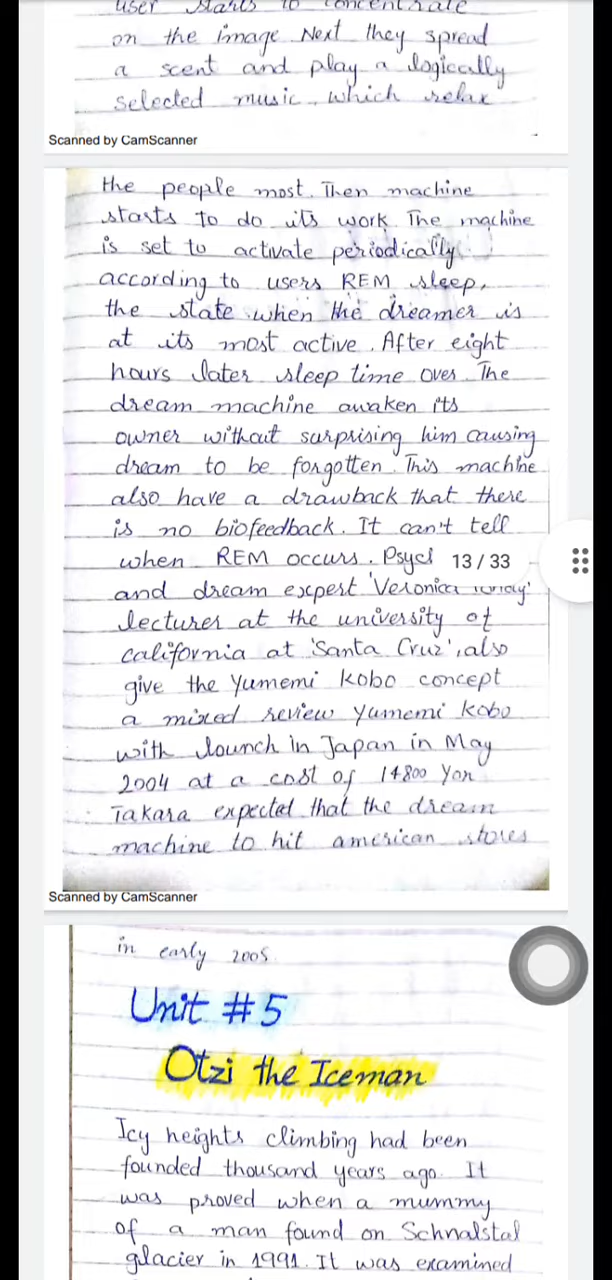 user starts to concentrate
on the image Next they spread
a scent and play a logically
selected music, which relax
Scanned by CamScanner
the people most. Then machine
starts to do its work. The machine
is set to activate periodically
according to users REM sleep,
the state when the dreamer is
at its most active. After eight
hours later sleep time over. The
dream machine awaken its
owner without surprising him causing
dream to be forgotten. This machine
also have a drawback that there
is no biofeedback. It can't tell
when REM occurs. 13/33
and dream expert 'Veronica
lectures at the university of
california at 'Santa Cruz', also
give the Yumemi kobo concept
a mixed review yumemi kobo
with lounch in Japan in May
2004 at a cost of 14800 Yon
Takara expected that the dream
machine to hit american stores
Scanned by CamScanner
in early 2005.
Unit #5
Otzi the Iceman
Icy heights climbing had been
founded thousand years ago. It
was proved when a mummy
of a man found on Schnalstal
glacier in 1991. It was examined